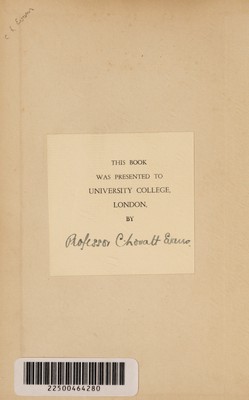 THIS BOOK
WAS PRESENTED TO
UNIVERSITY COLLEGE,
LONDON,
BY
Professor C. Lovatt Evans.
22500464280